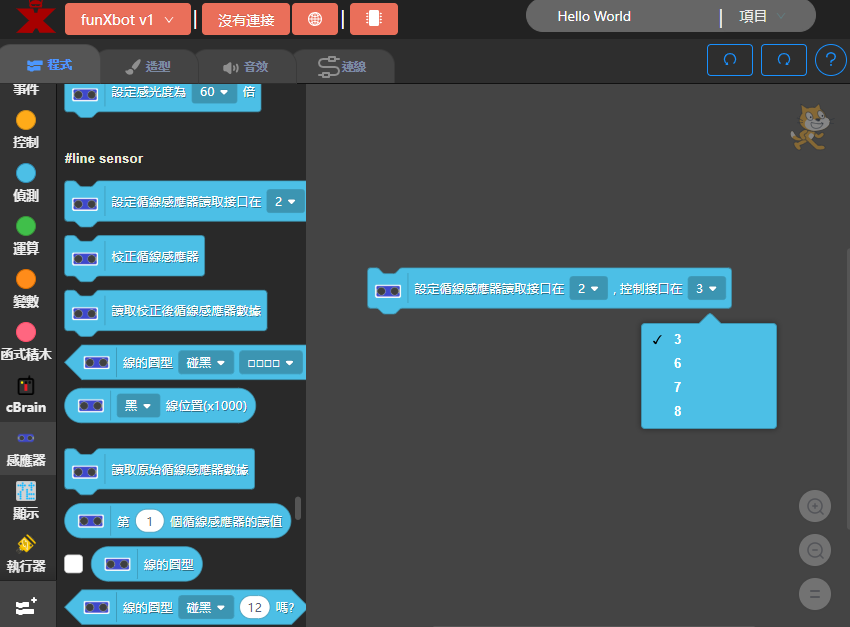 funXbot v1
沒有連接
Hello World
項目
程式
造型
音效
連線
?
事件
控制
偵測
運算
變數
函式積木
cBrain
感應器
顯示
執行器
設定感光度為 60 倍
#line sensor
設定循線感應器讀取接口在 2
校正循線感應器
讀取校正後循線感應器數據
線的圖型 碰黑 □□□□
黑 線位置(x1000)
讀取原始循線感應器數據
第 1 個循線感應器的讀值
線的圖型
線的圖型 碰黑 12 嗎?
設定循線感應器讀取接口在 2 , 控制接口在 3
✓ 3
6
7
8